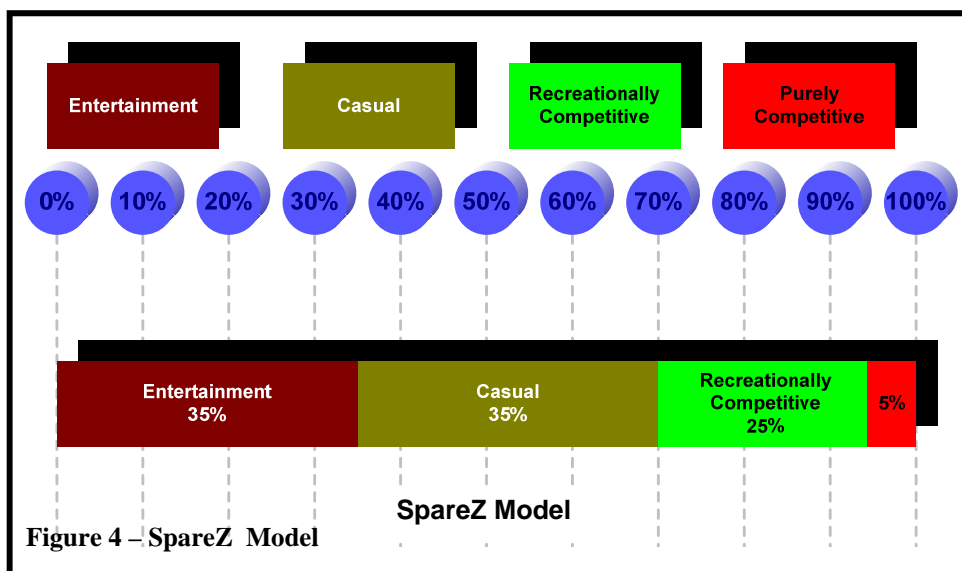 Entertainment
Casual
Recreationally
Competitive
Purely
Competitive
0% 10% 20% 30% 40% 50% 60% 70% 80% 90% 100%
Entertainment
35%
Casual
35%
Recreationally
Competitive
25%
5%
SpareZ Model
Figure 4 – SpareZ Model